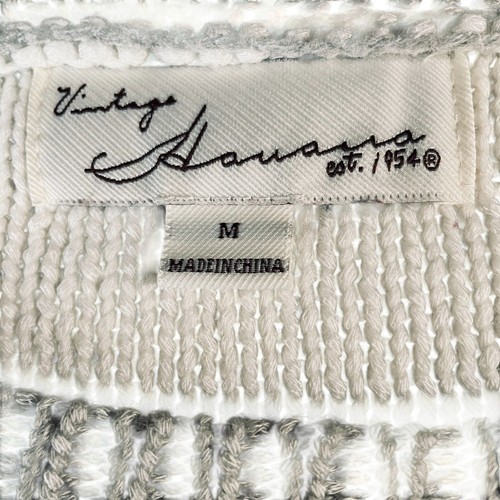 Vintage
Havana
est. 1954®
M
MADEINCHINA